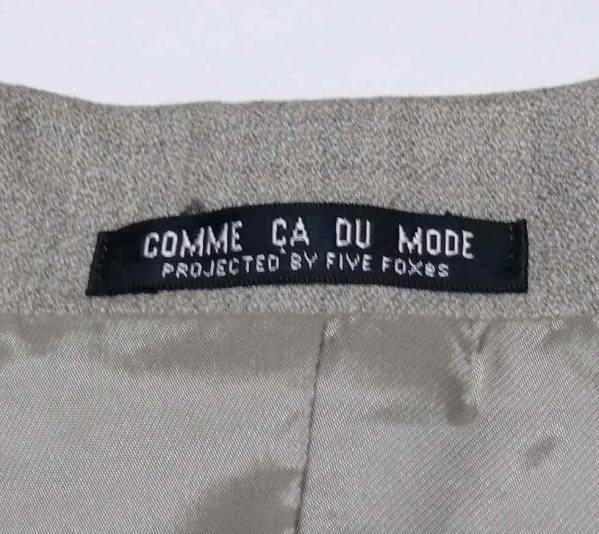 COMME ÇA DU MODE
PROJECTED BY FIVE FOXes